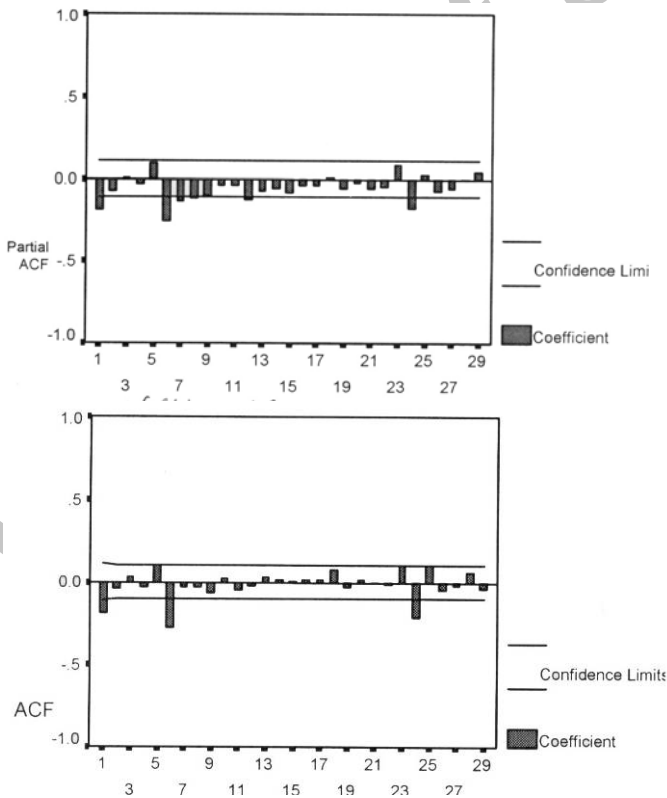 1.0
.5
0.0
Partial
ACF -.5
Confidence Limi
-1.0
Coefficient
1 5 9 13 17 21 25 29
3 7 11 15 19 23 27
1.0
.5
0.0
-.5
Confidence Limits
ACF
-1.0
Coefficient
1 5 9 13 17 21 25 29
3 7 11 15 19 23 27